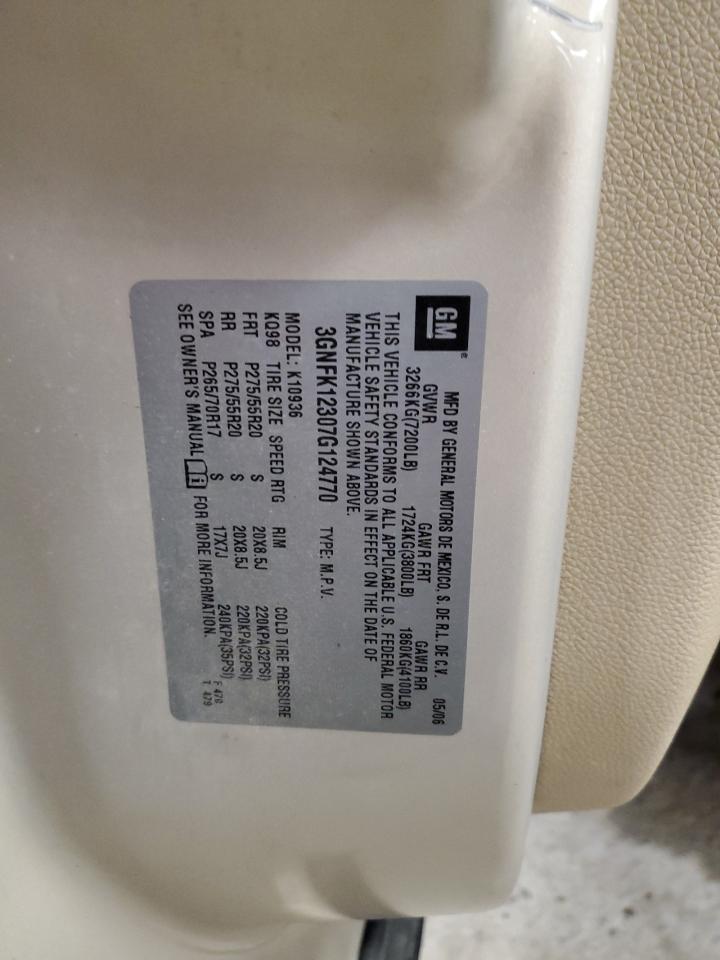 GM
MFD BY GENERAL MOTORS DE MEXICO, S. DE R.L. DE C.V. 05/06
GVWR GAWR FRT GAWR RR
3266KG(7200LB) 1724KG(3800LB) 1860KG(4100LB)
THIS VEHICLE CONFORMS TO ALL APPLICABLE U.S. FEDERAL MOTOR
VEHICLE SAFETY STANDARDS IN EFFECT ON THE DATE OF
MANUFACTURE SHOWN ABOVE.
3GNFK12307G124770 TYPE: M.P.V.
MODEL: K10936
KQ98 TIRE SIZE SPEED RTG RIM COLD TIRE PRESSURE
FRT P275/55R20 S 20X8.5J 220KPA(32PSI)
RR P275/55R20 S 20X8.5J 220KPA(32PSI)
SPA P265/70R17 S 17X7J 240KPA(35PSI)
SEE OWNER'S MANUAL i FOR MORE INFORMATION.
T 479